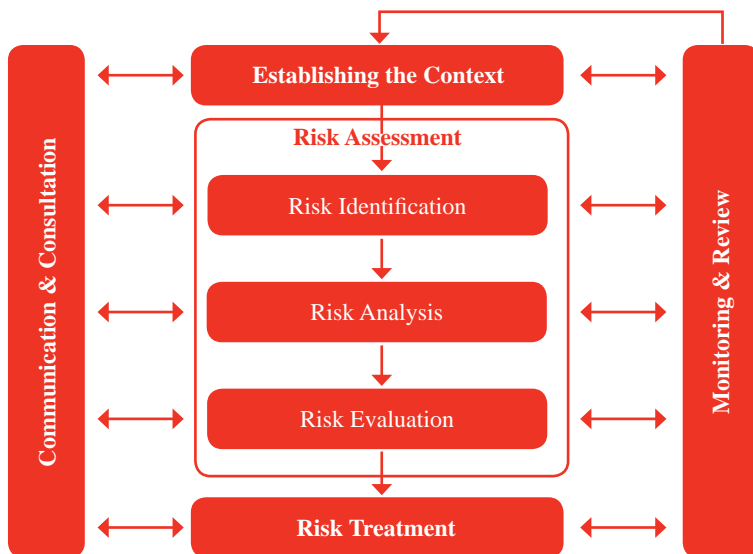 Establishing the Context
Risk Assessment
Risk Identification
Risk Analysis
Risk Evaluation
Risk Treatment
Communication & Consultation
Monitoring & Review